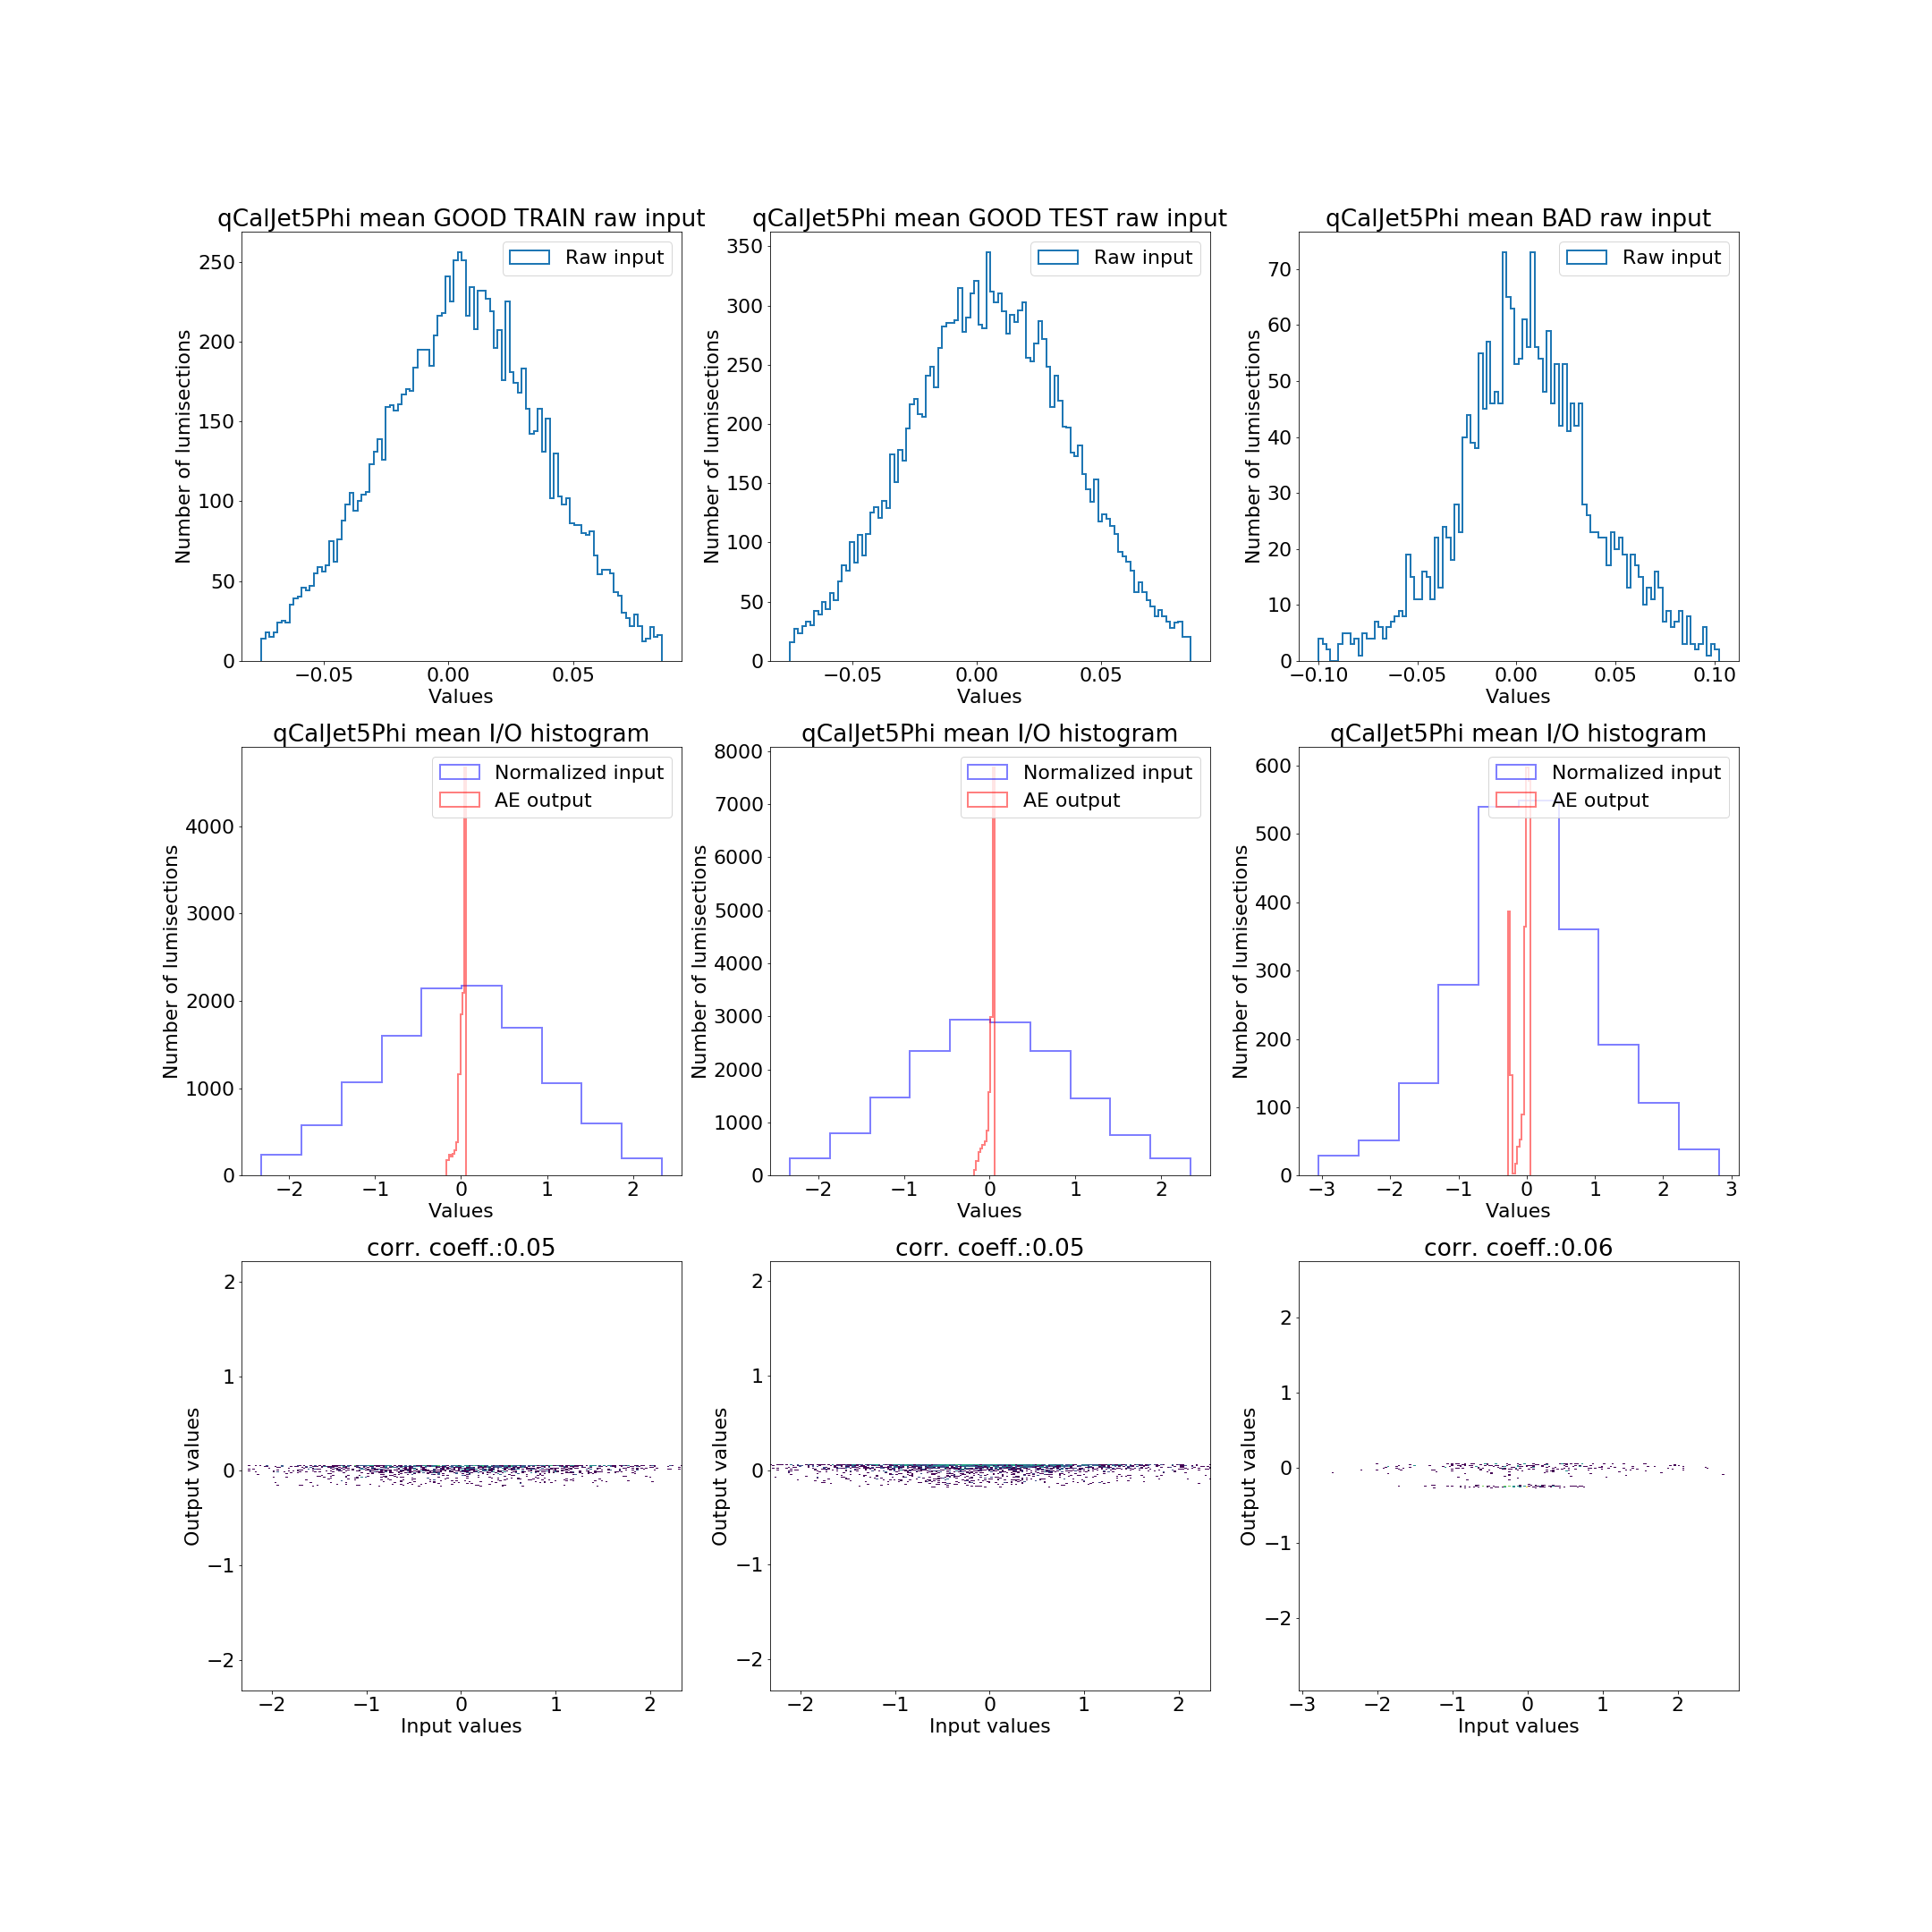 qCalJet5Phi mean GOOD TRAIN raw input
Raw input
Number of lumisections
250
200
150
100
50
0
−0.05 0.00 0.05
Values
qCalJet5Phi mean GOOD TEST raw input
Raw input
Number of lumisections
350
300
250
200
150
100
50
0
−0.05 0.00 0.05
Values
qCalJet5Phi mean BAD raw input
Raw input
Number of lumisections
70
60
50
40
30
20
10
0
−0.10 −0.05 0.00 0.05 0.10
Values
qCalJet5Phi mean I/O histogram
Normalized input
AE output
Number of lumisections
4000
3000
2000
1000
0
−2 −1 0 1 2
Values
qCalJet5Phi mean I/O histogram
Normalized input
AE output
Number of lumisections
8000
7000
6000
5000
4000
3000
2000
1000
0
−2 −1 0 1 2
Values
qCalJet5Phi mean I/O histogram
Normalized input
AE output
Number of lumisections
600
500
400
300
200
100
0
−3 −2 −1 0 1 2 3
Values
corr. coeff.:0.05
Output values
2
1
0
−1
−2
−2 −1 0 1 2
Input values
corr. coeff.:0.05
Output values
2
1
0
−1
−2
−2 −1 0 1 2
Input values
corr. coeff.:0.06
Output values
2
1
0
−1
−2
−3 −2 −1 0 1 2
Input values